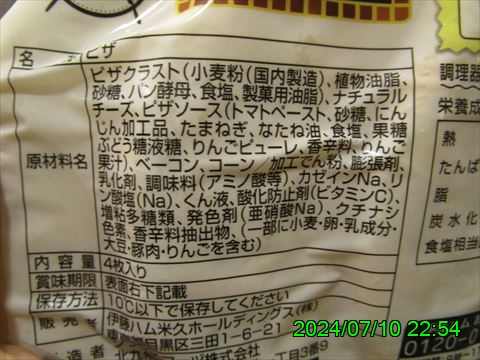 名 称 ピザ
原材料名
ピザクラスト(小麦粉(国内製造)、植物油脂、
砂糖、パン酵母、食塩、製菓用油脂)、ナチュラル
チーズ、ピザソース(トマトペースト、砂糖、にん
じん加工品、たまねぎ、なたね油、食塩、果糖
ぶどう糖液糖、りんごピューレ、香辛料、りんご
果汁)、ベーコン、コーン/加工でん粉、膨張剤、
乳化剤、調味料(アミノ酸等)、カゼインNa、リ
ン酸塩(Na)、くん液、酸化防止剤(ビタミンC)、
増粘多糖類、発色剤(亜硝酸Na)、クチナシ
色素、香辛料抽出物、(一部に小麦・卵・乳成分・
大豆・豚肉・りんごを含む)
内容量 4枚入り
賞味期限 表面右下記載
保存方法 10℃以下で保存してください
販売 伊藤ハム米久ホールディングス(株)
目黒区三田1-6-21
造者
調理器
栄養成
熱
たんぱ
脂
炭水化
食塩相当
0120-0
2024/07/10 22:54